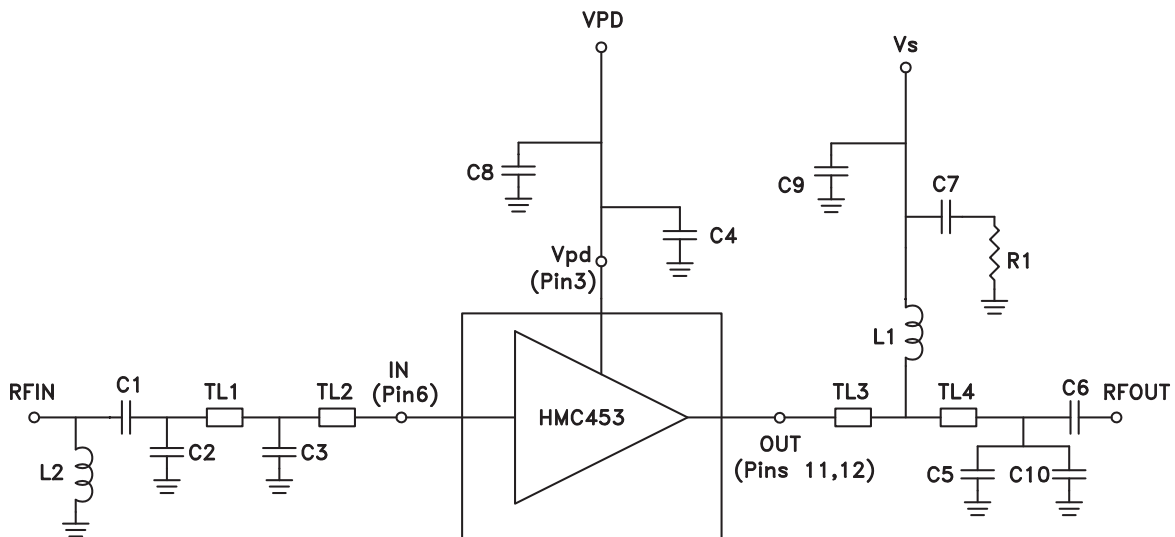 VPD
Vs
C8
C9
C7
C4
Vpd
(Pin3)
R1
L1
RFIN
C1
TL1
TL2
IN
(Pin6)
HMC453
TL3
TL4
C6
RFOUT
L2
C2
C3
OUT
(Pins 11,12)
C5
C10